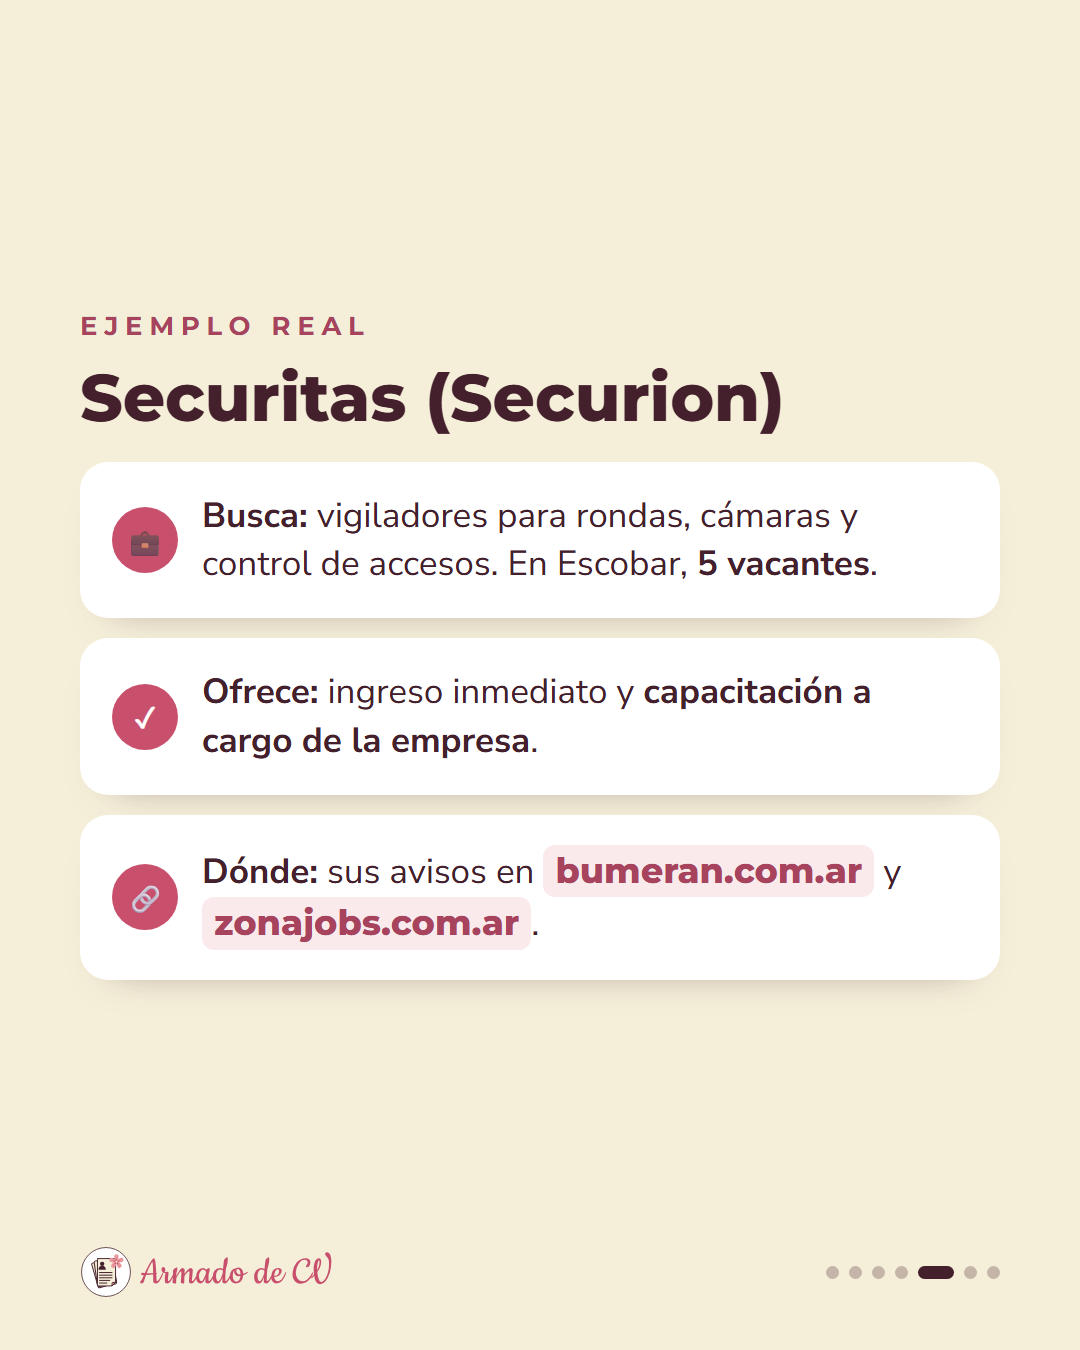 EJEMPLO REAL
Securitas (Securion)
Busca: vigiladores para rondas, cámaras y
control de accesos. En Escobar, 5 vacantes.
Ofrece: ingreso inmediato y capacitación a
cargo de la empresa.
Dónde: sus avisos en bumeran.com.ar y
zonajobs.com.ar.
Armado de CV